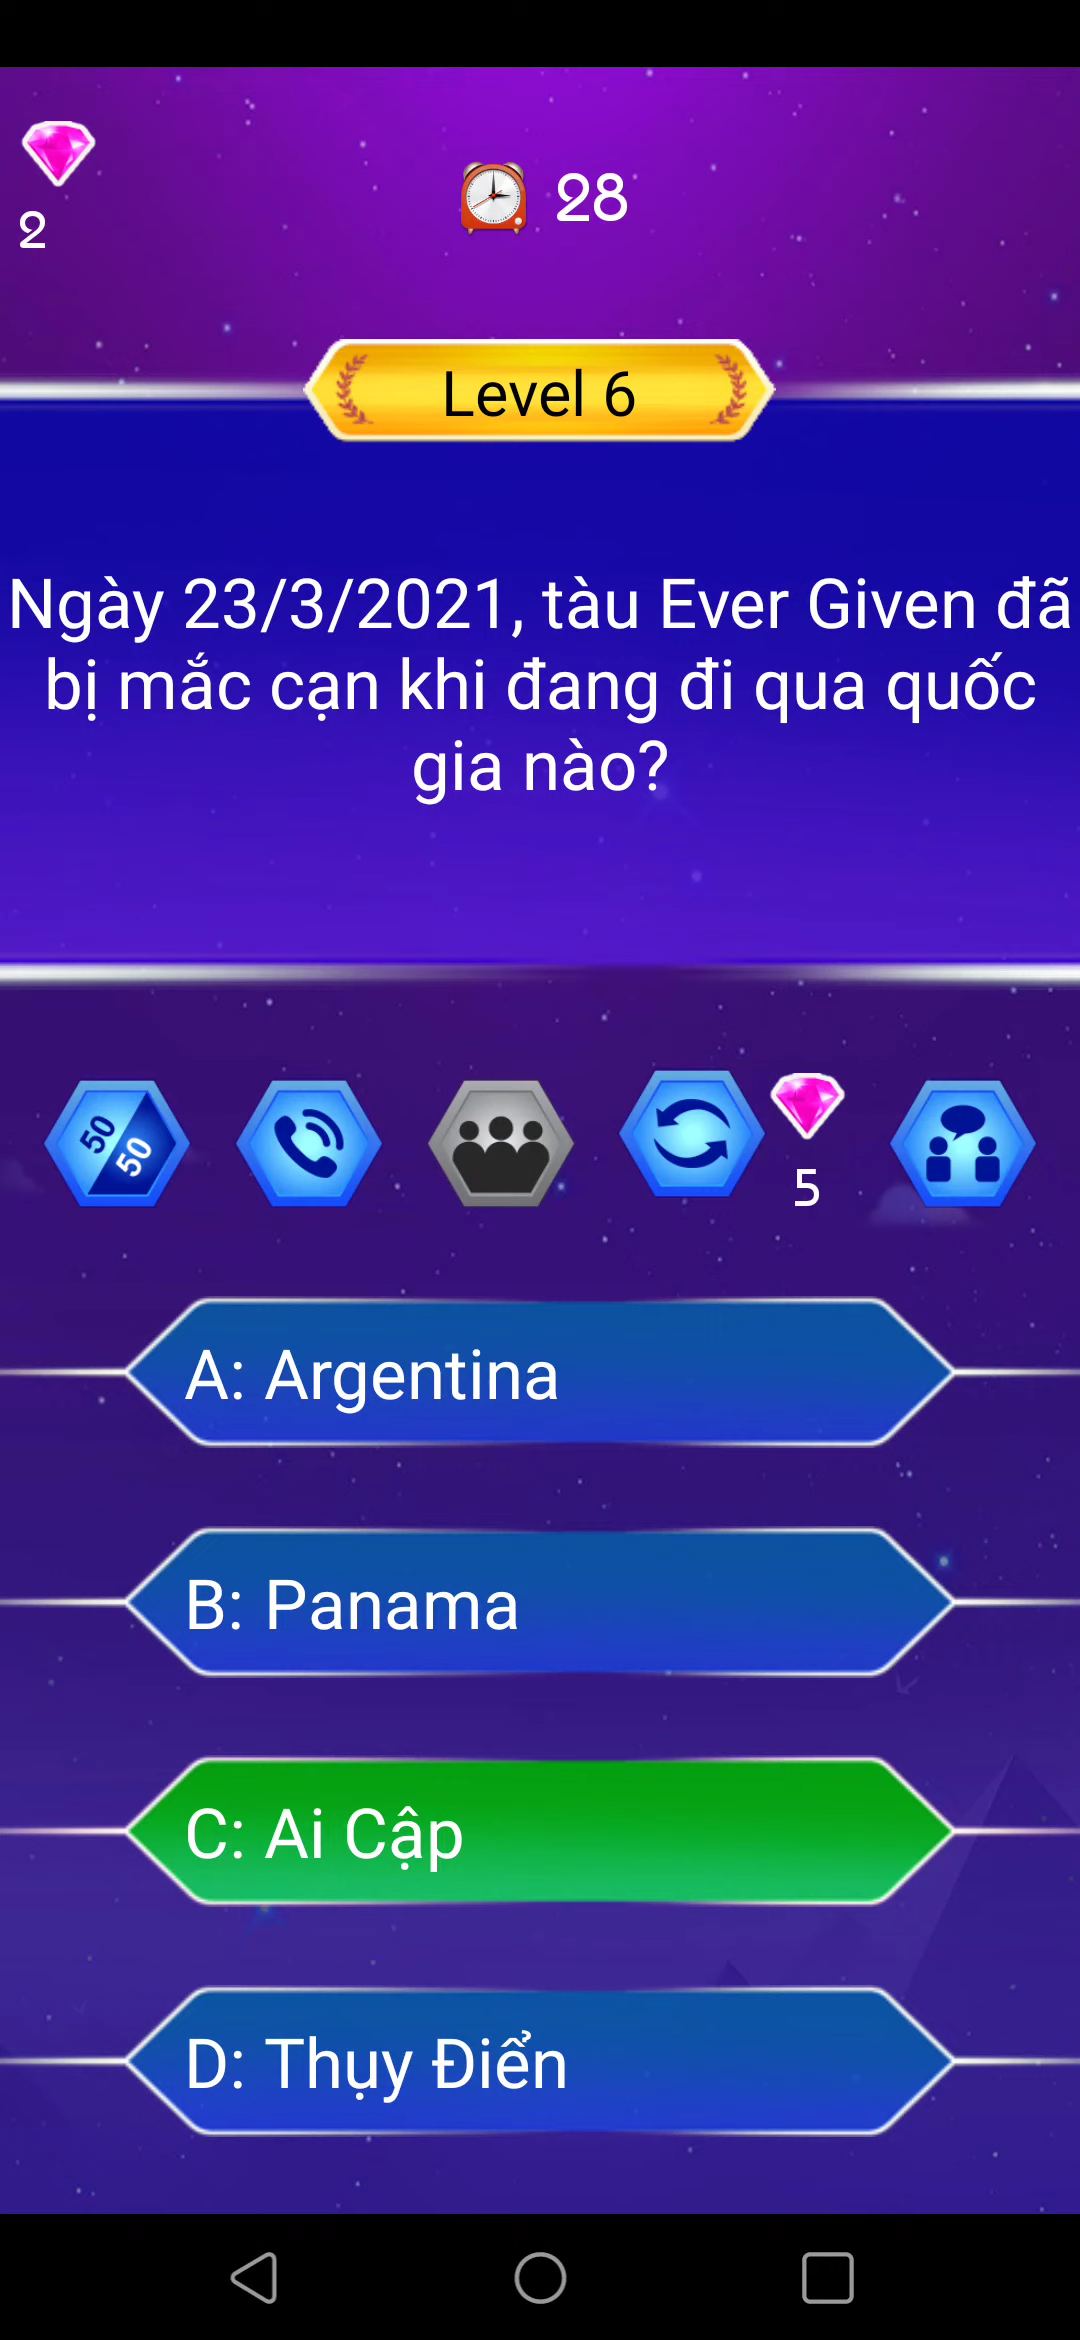 2
28
Level 6
Ngày 23/3/2021, tàu Ever Given đã
bị mắc cạn khi đang đi qua quốc
gia nào?
50
50
5
A: Argentina
B: Panama
C: Ai Cập
D: Thụy Điển